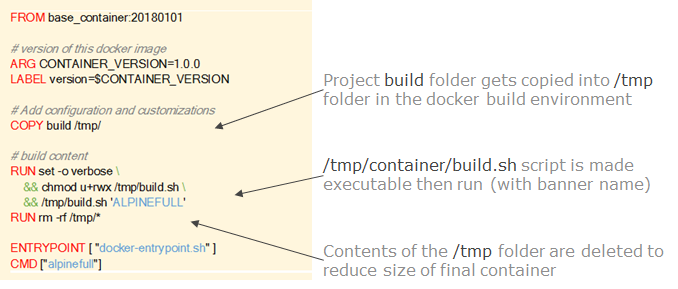 FROM base_container:20180101
# version of this docker image
ARG CONTAINER_VERSION=1.0.0
LABEL version=$CONTAINER_VERSION
# Add configuration and customizations
COPY build /tmp/
# build content
RUN set -o verbose \
&& chmod u+rwx /tmp/build.sh \
&& /tmp/build.sh 'ALPINEFULL'
RUN rm -rf /tmp/*
ENTRYPOINT [ "docker-entrypoint.sh" ]
CMD ["alpinefull"]
Project build folder gets copied into /tmp
folder in the docker build environment
/tmp/container/build.sh script is made
executable then run (with banner name)
Contents of the /tmp folder are deleted to
reduce size of final container